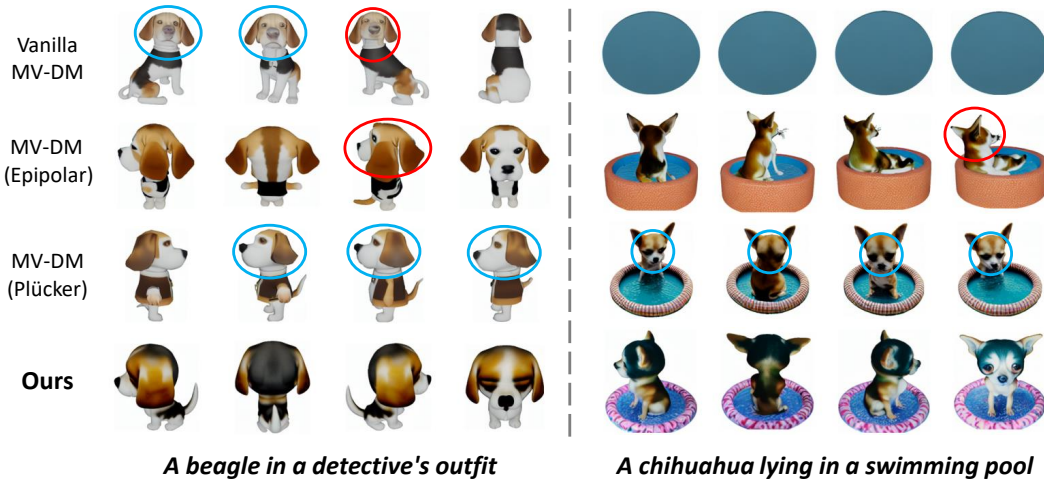 Vanilla
MV-DM
MV-DM
(Epipolar)
MV-DM
(Plücker)
Ours
A beagle in a detective's outfit
A chihuahua lying in a swimming pool